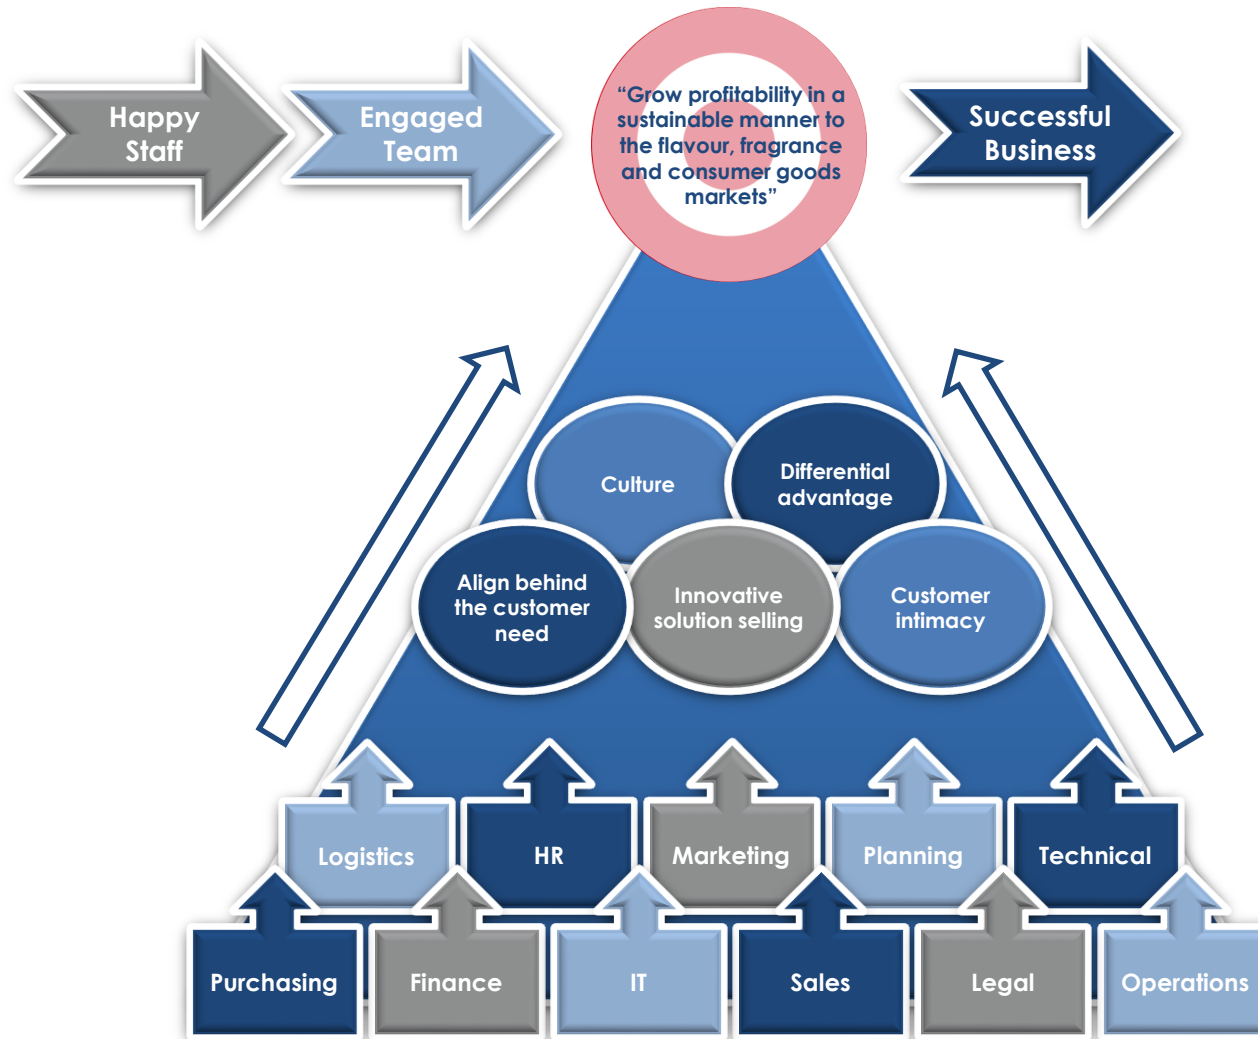 Happy
Staff
Engaged
Team
“Grow profitability in a
sustainable manner to
the flavour, fragrance
and consumer goods
markets”
Successful
Business
Culture
Differential
advantage
Align behind
the customer
need
Innovative
solution selling
Customer
intimacy
Logistics
HR
Marketing
Planning
Technical
Purchasing
Finance
IT
Sales
Legal
Operations